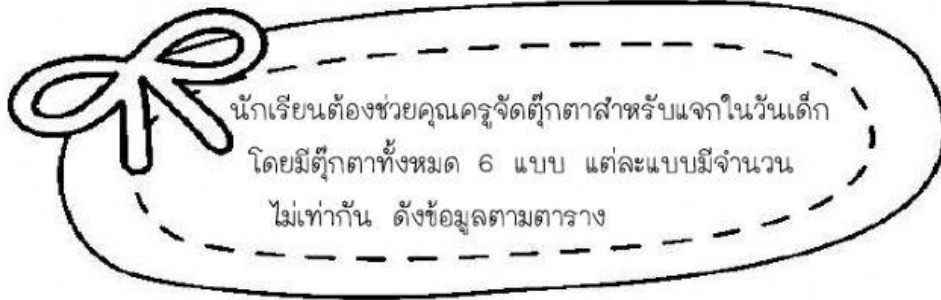 นักเรียนต้องช่วยคุณครูจัดตุ๊กตาสำหรับแจกในวันเด็ก
โดยมีตุ๊กตาทั้งหมด 6 แบบ แต่ละแบบมีจำนวน
ไม่เท่ากัน ดังข้อมูลตามตาราง